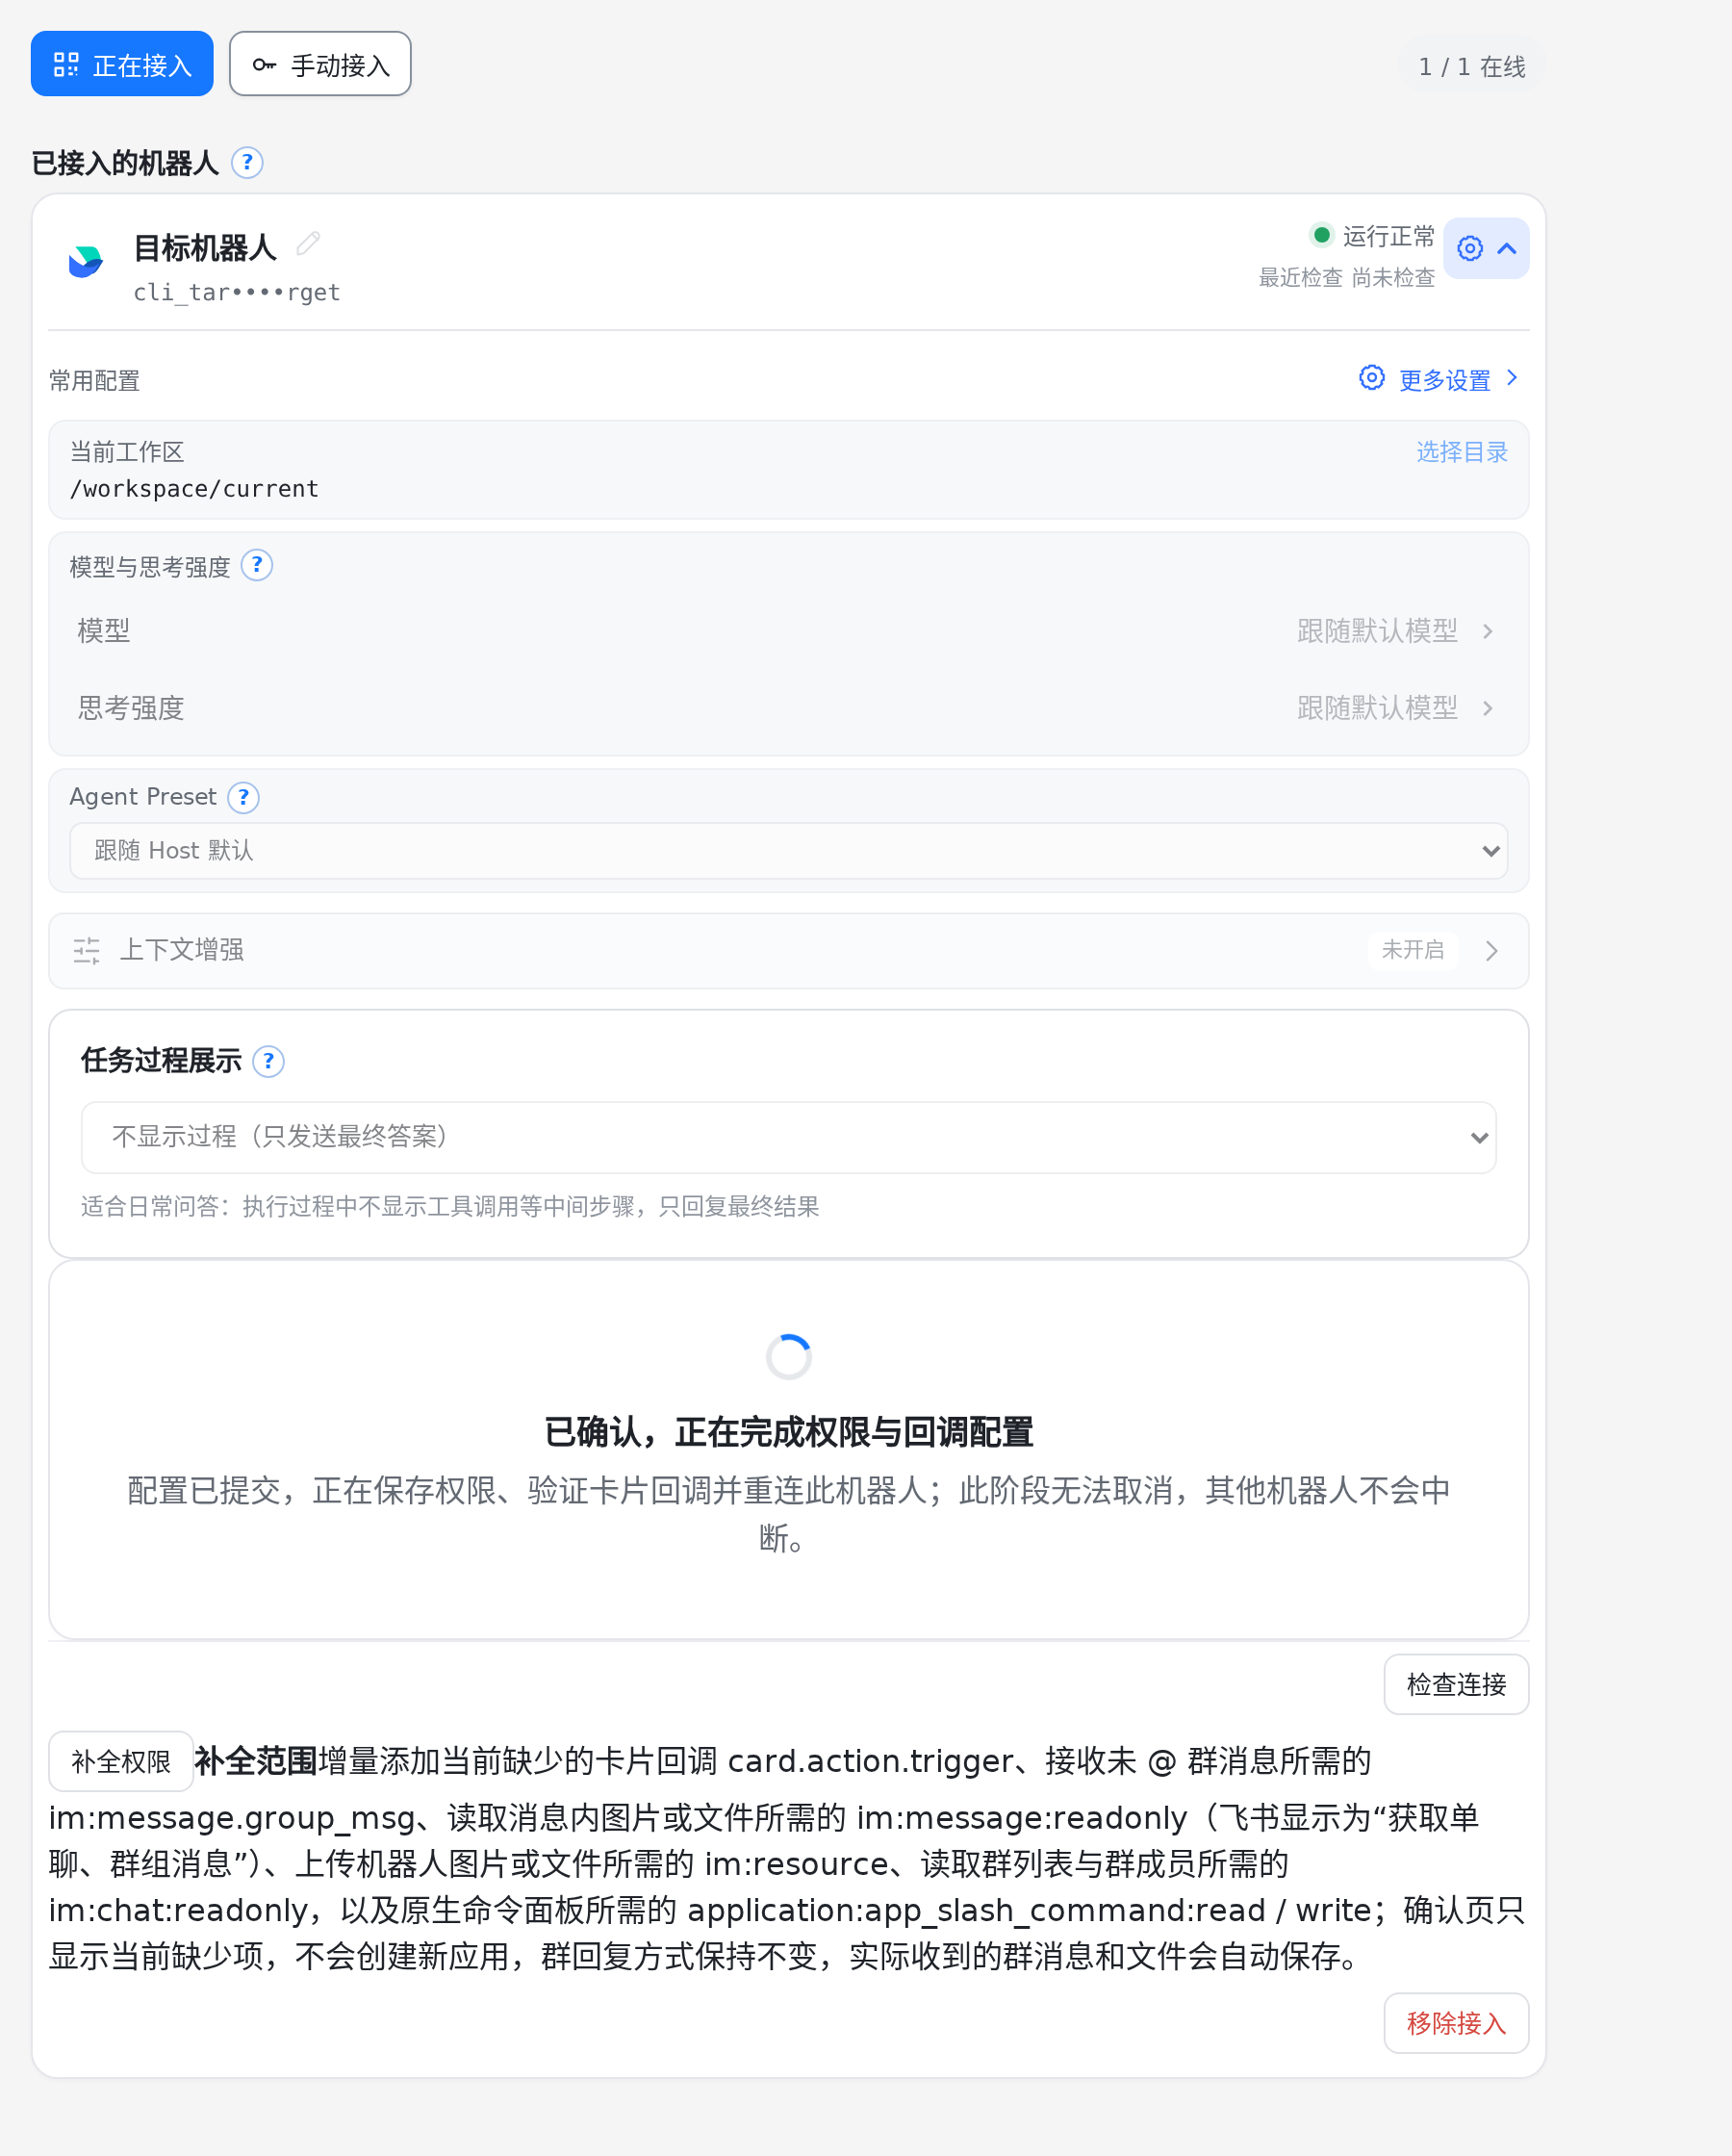 正在接入
手动接入
1 / 1 在线
已接入的机器人 ?
目标机器人
cli_tar••••rget
运行正常
最近检查 尚未检查
常用配置
更多设置
当前工作区
选择目录
/workspace/current
模型与思考强度 ?
模型
跟随默认模型
思考强度
跟随默认模型
Agent Preset ?
跟随 Host 默认
上下文增强
未开启
任务过程展示 ?
不显示过程（只发送最终答案）
适合日常问答：执行过程中不显示工具调用等中间步骤，只回复最终结果
已确认，正在完成权限与回调配置
配置已提交，正在保存权限、验证卡片回调并重连此机器人；此阶段无法取消，其他机器人不会中
断。
检查连接
补全权限 补全范围增量添加当前缺少的卡片回调 card.action.trigger、接收未 @ 群消息所需的
im:message.group_msg、读取消息内图片或文件所需的 im:message:readonly（飞书显示为“获取单
聊、群组消息”）、上传机器人图片或文件所需的 im:resource、读取群列表与群成员所需的
im:chat:readonly，以及原生命令面板所需的 application:app_slash_command:read / write；确认页只
显示当前缺少项，不会创建新应用，群回复方式保持不变，实际收到的群消息和文件会自动保存。
移除接入